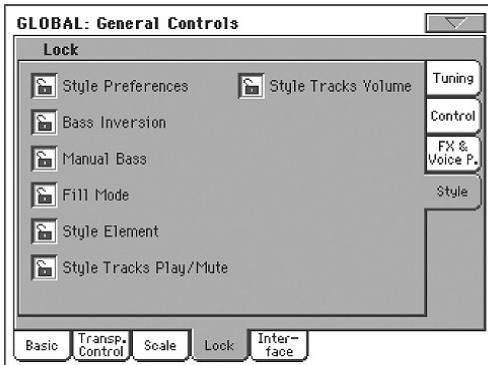 GLOBAL: General Controls
Lock
Style Preferences
Style Tracks Volume
Bass Inversion
Manual Bass
Fill Mode
Style Element
Style Tracks Play/Mute
Tuning
Control
FX &
Voice P.
Style
Basic
Transp.
Control
Scale
Lock
Inter-
face